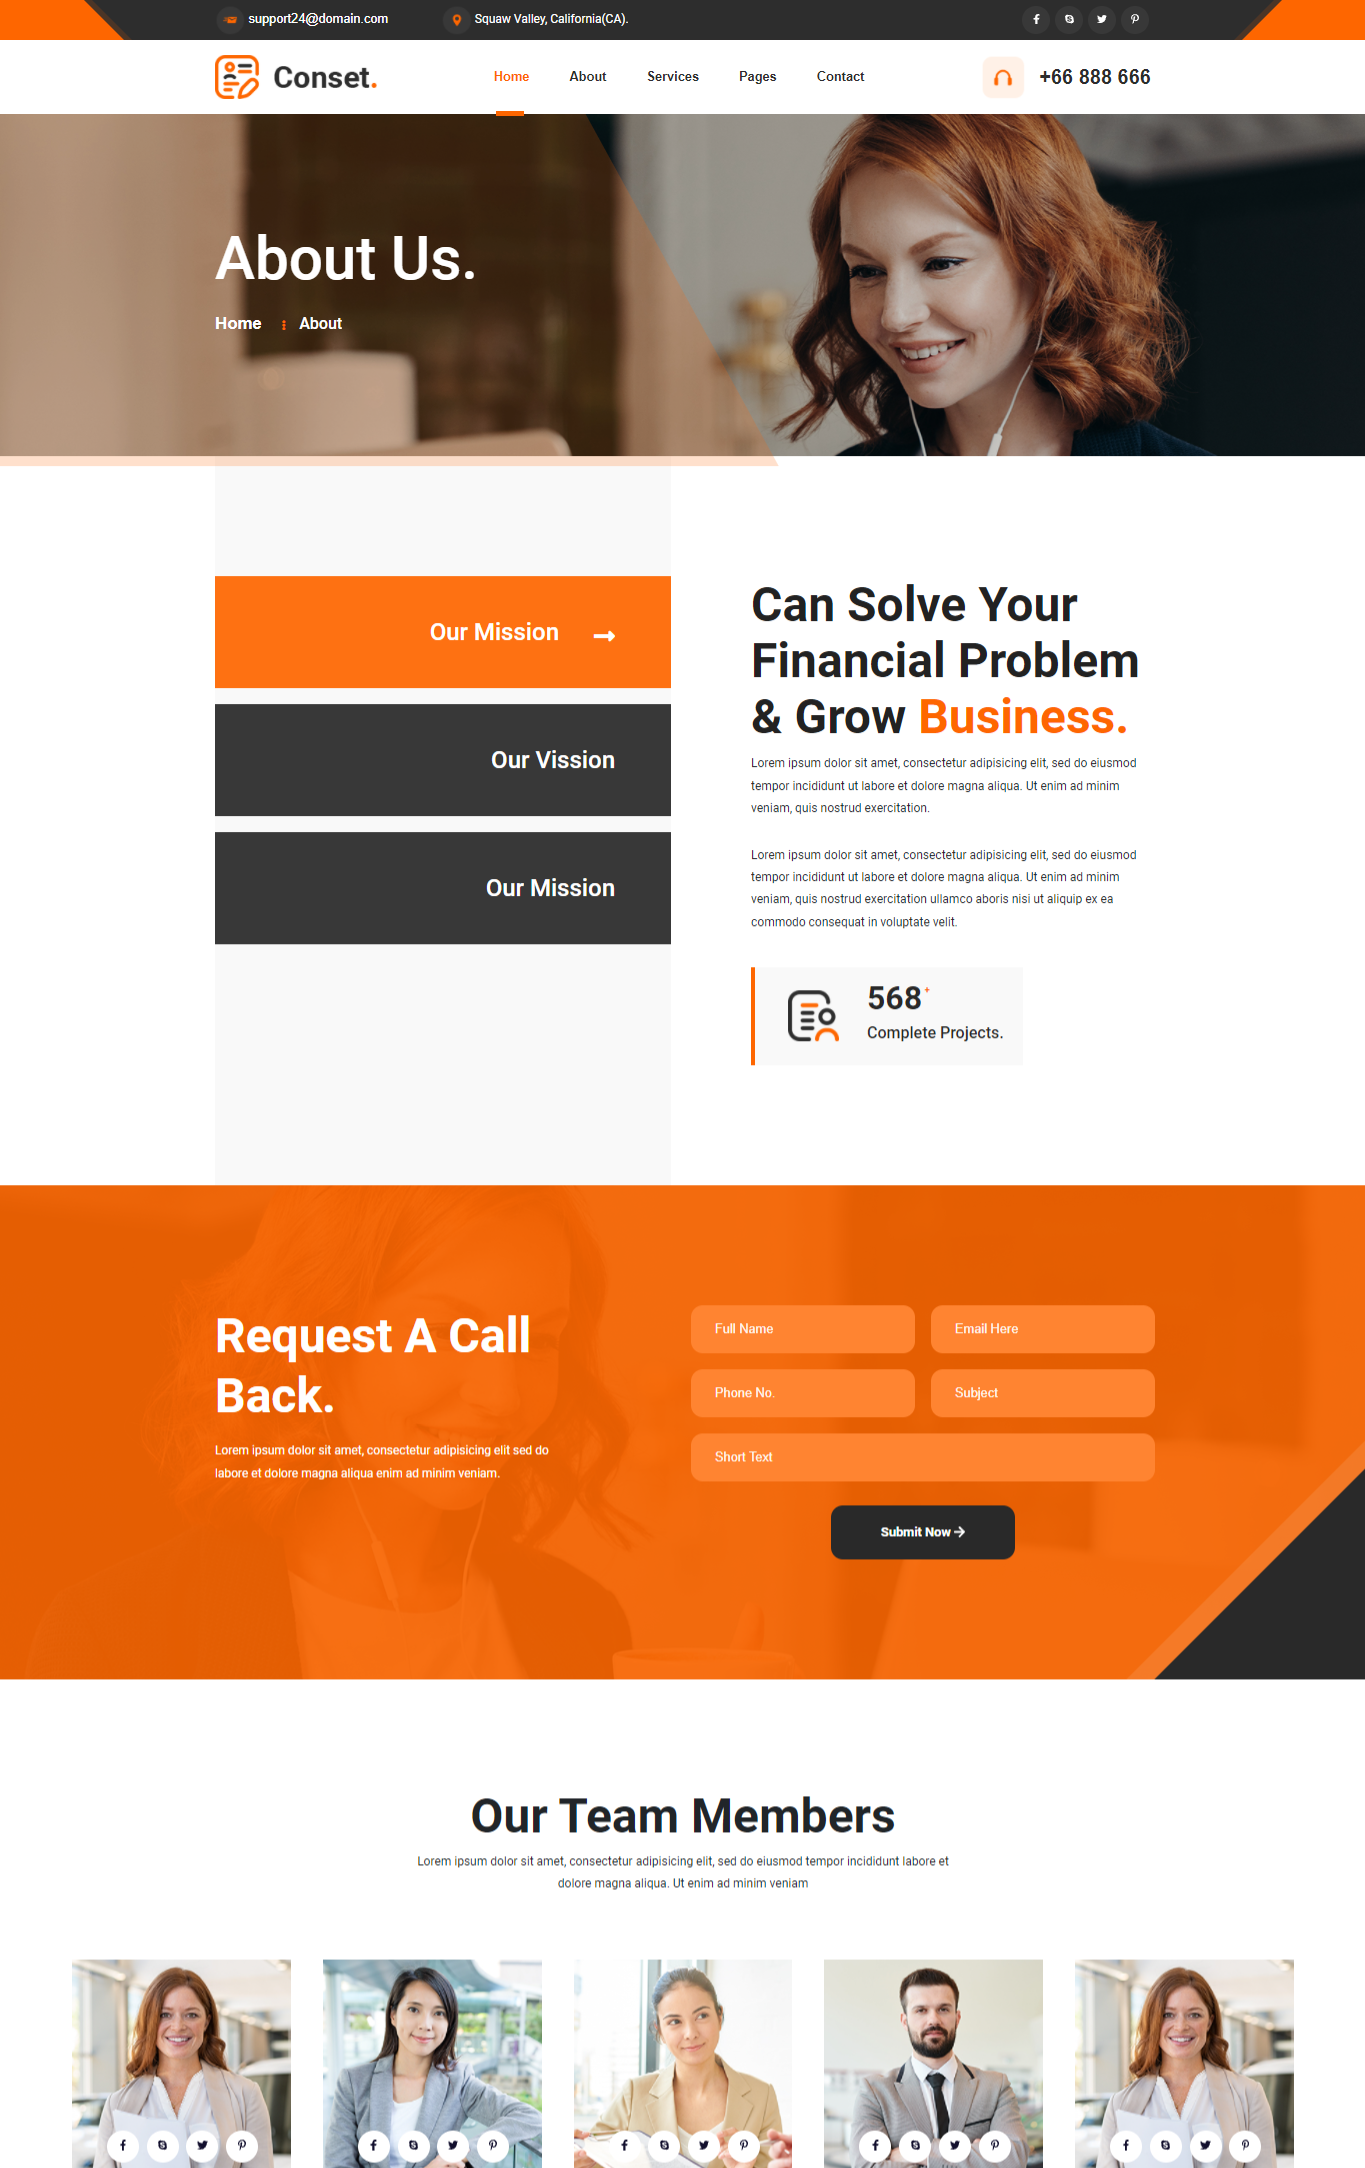 support24@domain.com
Squaw Valley, California(CA).
Conset.
Home
About
Services
Pages
Contact
+66 888 666
About Us.
Home
About
Our Mission
Our Vission
Our Mission
Can Solve Your
Financial Problem
& Grow Business.
Lorem ipsum dolor sit amet, consectetur adipisicing elit, sed do eiusmod
tempor incididunt ut labore et dolore magna aliqua. Ut enim ad minim
veniam, quis nostrud exercitation.
Lorem ipsum dolor sit amet, consectetur adipisicing elit, sed do eiusmod
tempor incididunt ut labore et dolore magna aliqua. Ut enim ad minim
veniam, quis nostrud exercitation ullamco aboris nisi ut aliquip ex ea
commodo consequat in voluptate velit.
568+
Complete Projects.
Request A Call
Back.
Lorem ipsum dolor sit amet, consectetur adipisicing elit sed do
labore et dolore magna aliqua enim ad minim veniam.
Full Name
Email Here
Phone No.
Subject
Short Text
Submit Now
Our Team Members
Lorem ipsum dolor sit amet, consectetur adipisicing elit, sed do eiusmod tempor incididunt labore et
dolore magna aliqua. Ut enim ad minim veniam